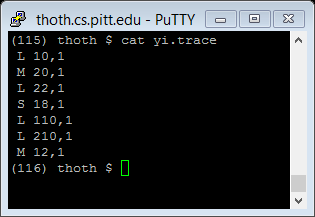 thoth.cs.pitt.edu - PuTTY
(115) thoth $ cat yi.trace
 L 10,1
 M 20,1
 L 22,1
 S 18,1
 L 110,1
 L 210,1
 M 12,1
(116) thoth $